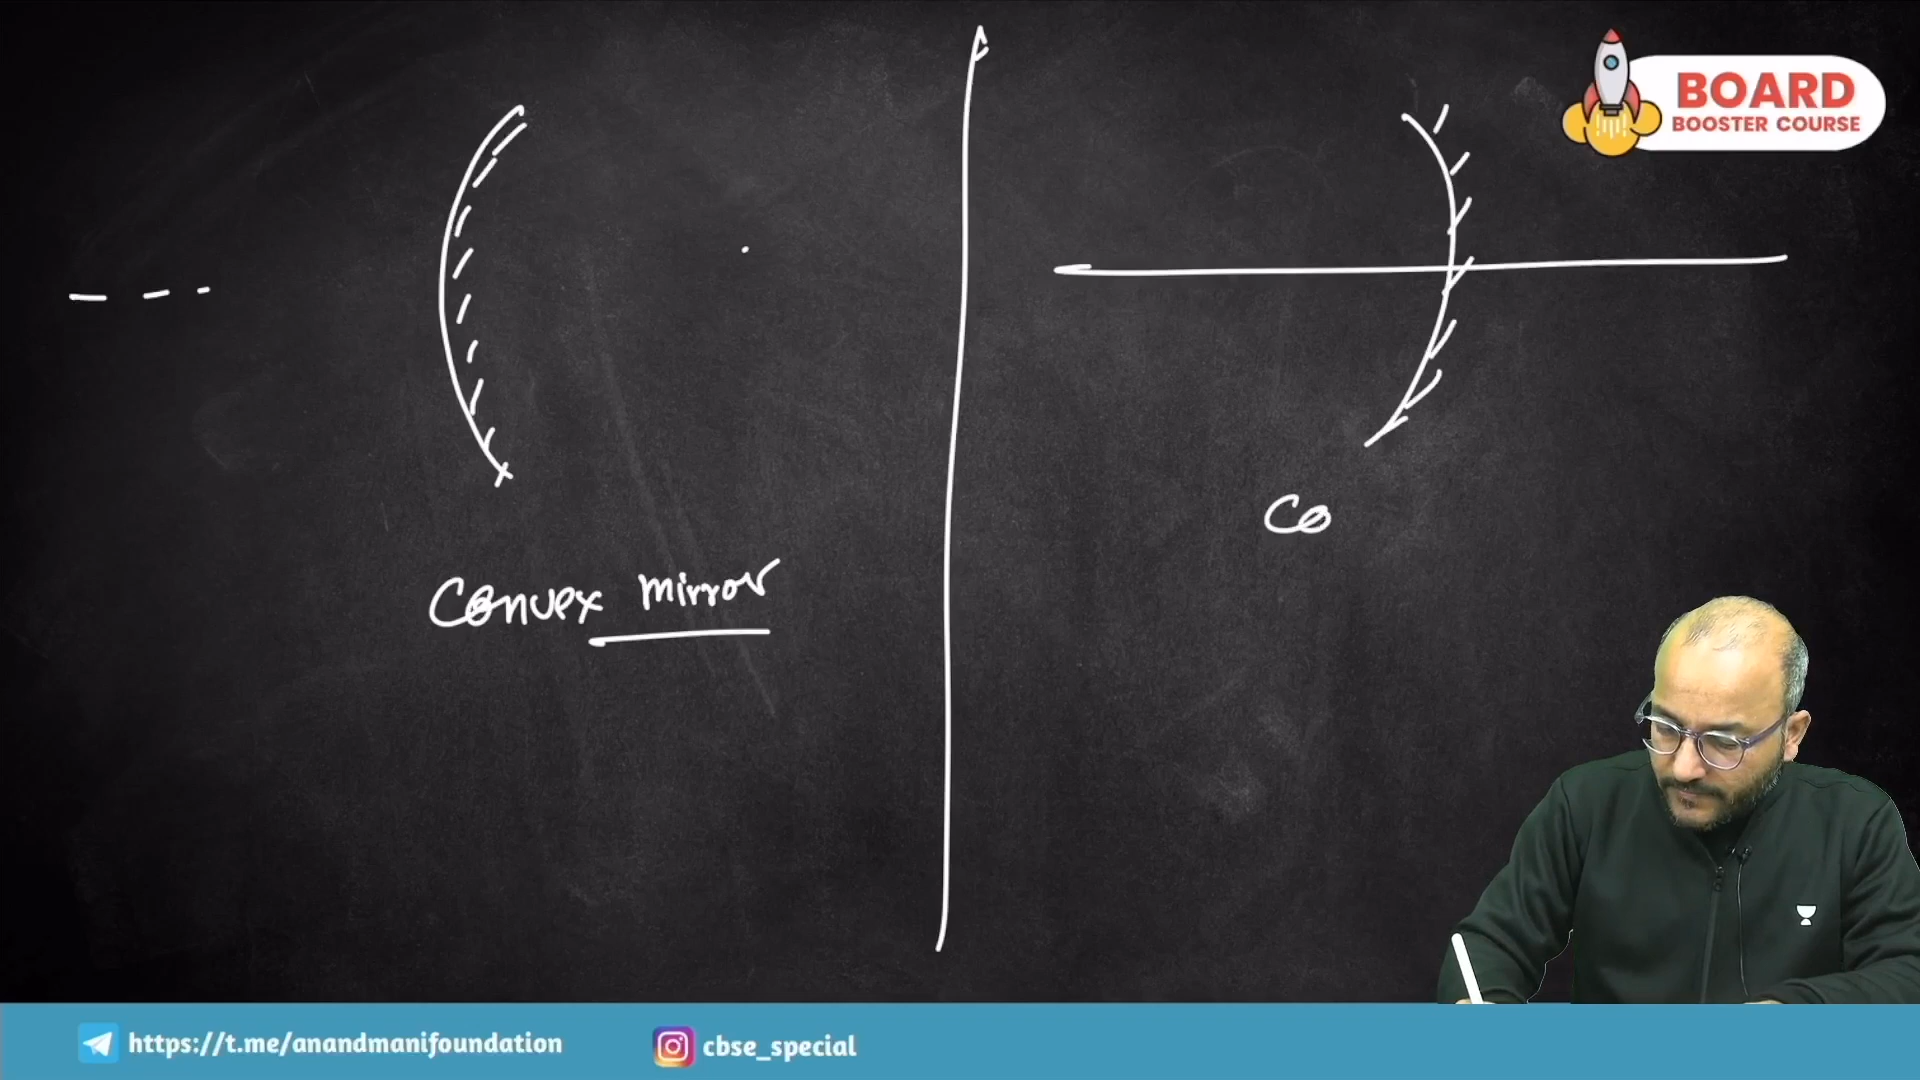 BOARD
BOOSTER COURSE
Co
Convex mirror
https://t.me/anandmanifoundation
cbse_special